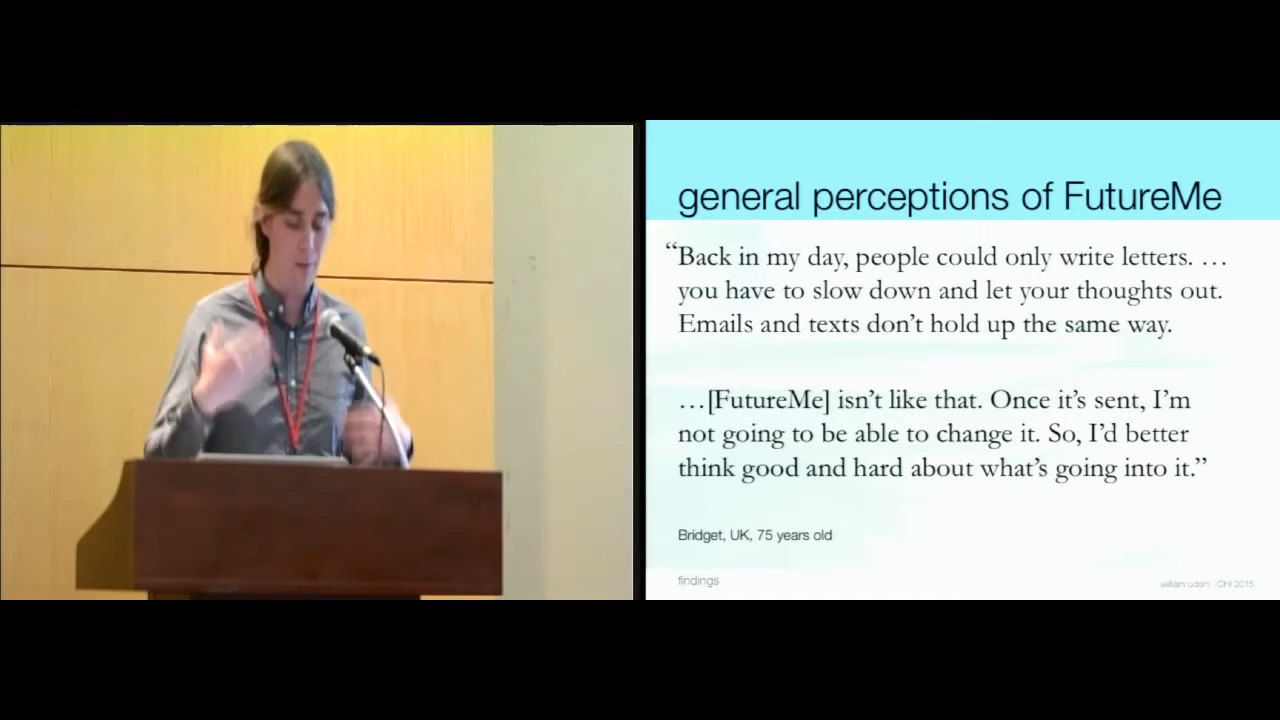 general perceptions of FutureMe
“Back in my day, people could only write letters. …
you have to slow down and let your thoughts out.
Emails and texts don’t hold up the same way.
…[FutureMe] isn’t like that. Once it’s sent, I’m
not going to be able to change it. So, I’d better
think good and hard about what’s going into it.”
Bridget, UK, 75 years old
findings
william odom | CHI 2015